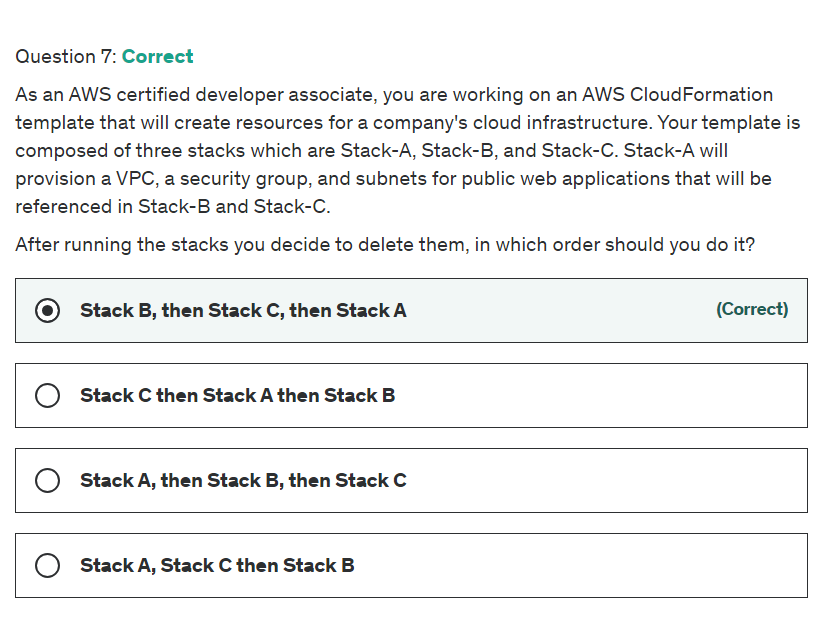 Question 7: Correct
As an AWS certified developer associate, you are working on an AWS CloudFormation
template that will create resources for a company's cloud infrastructure. Your template is
composed of three stacks which are Stack-A, Stack-B, and Stack-C. Stack-A will
provision a VPC, a security group, and subnets for public web applications that will be
referenced in Stack-B and Stack-C.
After running the stacks you decide to delete them, in which order should you do it?
Stack B, then Stack C, then Stack A (Correct)
Stack C then Stack A then Stack B
Stack A, then Stack B, then Stack C
Stack A, Stack C then Stack B